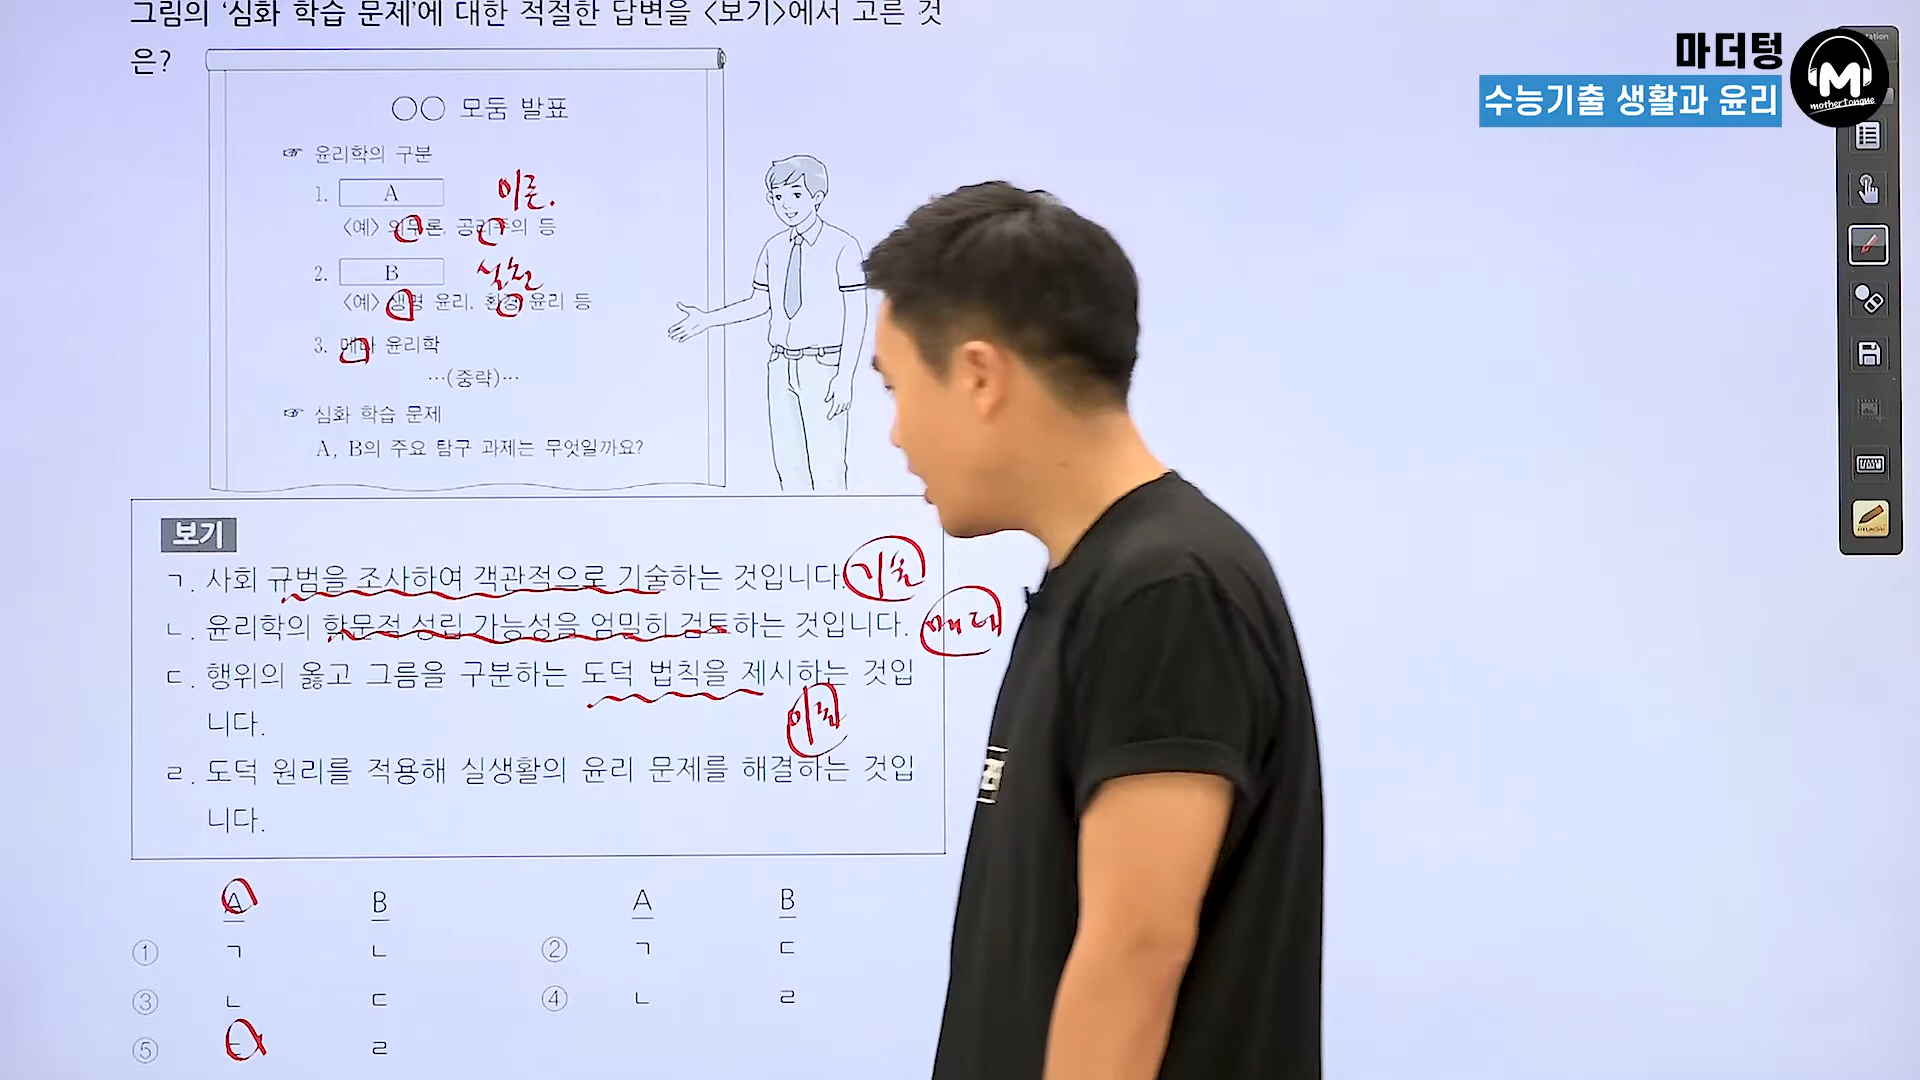 그림의 ‘심화 학습 문제’에 대한 적절한 답변을 <보기>에서 고른 것
은?
마더텅
수능기출 생활과 윤리
mothertongue
○○ 모둠 발표
☞ 윤리학의 구분
1. A
이론.
<예> 의무론, 공리주의 등
2. B
실천
<예> 생명 윤리, 환경 윤리 등
3. 메타 윤리학
…(중략)…
☞ 심화 학습 문제
A, B의 주요 탐구 과제는 무엇일까요?
보기
ㄱ. 사회 규범을 조사하여 객관적으로 기술하는 것입니다.
기술
ㄴ. 윤리학의 학문적 성립 가능성을 엄밀히 검토하는 것입니다.
메타
ㄷ. 행위의 옳고 그름을 구분하는 도덕 법칙을 제시하는 것입
니다.
이론
ㄹ. 도덕 원리를 적용해 실생활의 윤리 문제를 해결하는 것입
니다.
A B A B
① ㄱ ㄴ ② ㄱ ㄷ
③ ㄴ ㄷ ④ ㄴ ㄹ
⑤ ㄷ ㄹ